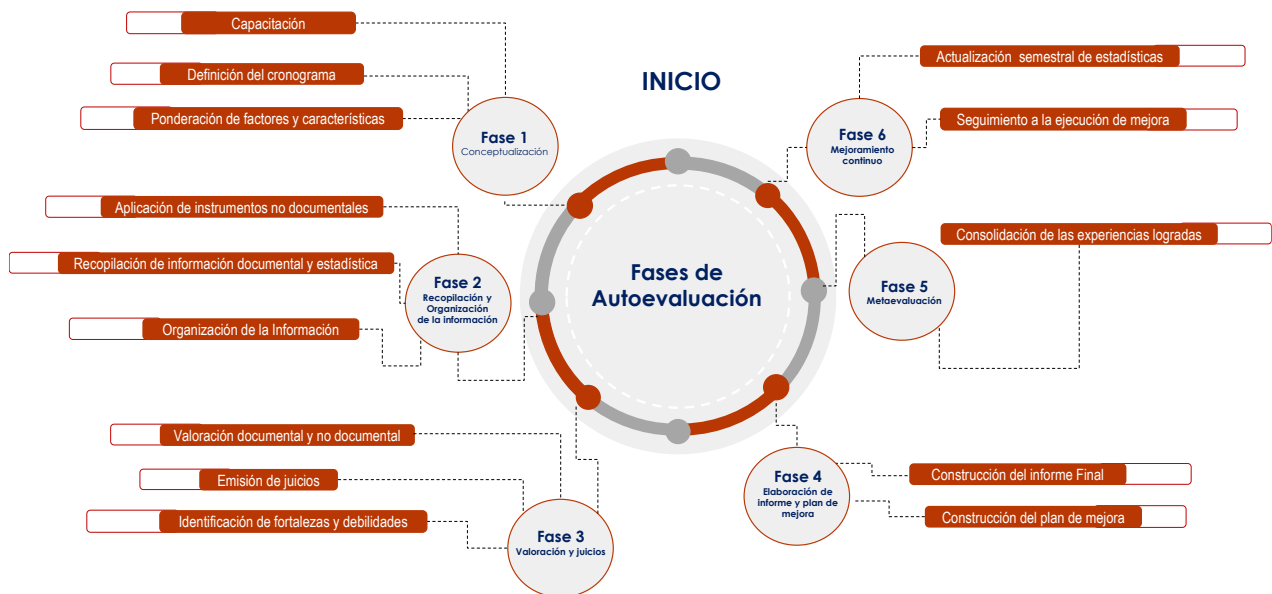 INICIO
Fases de
Autoevaluación
Capacitación
Definición del cronograma
Ponderación de factores y características
Fase 1
Conceptualización
Aplicación de instrumentos no documentales
Recopilación de información documental y estadística
Organización de la Información
Fase 2
Recopilación y
Organización
de la información
Valoración documental y no documental
Emisión de juicios
Identificación de fortalezas y debilidades
Fase 3
Valoración y juicios
Fase 4
Elaboración de
informe y plan de
mejora
Construcción del informe Final
Construcción del plan de mejora
Fase 5
Metaevaluación
Consolidación de las experiencias logradas
Fase 6
Mejoramiento
continuo
Actualización semestral de estadísticas
Seguimiento a la ejecución de mejora